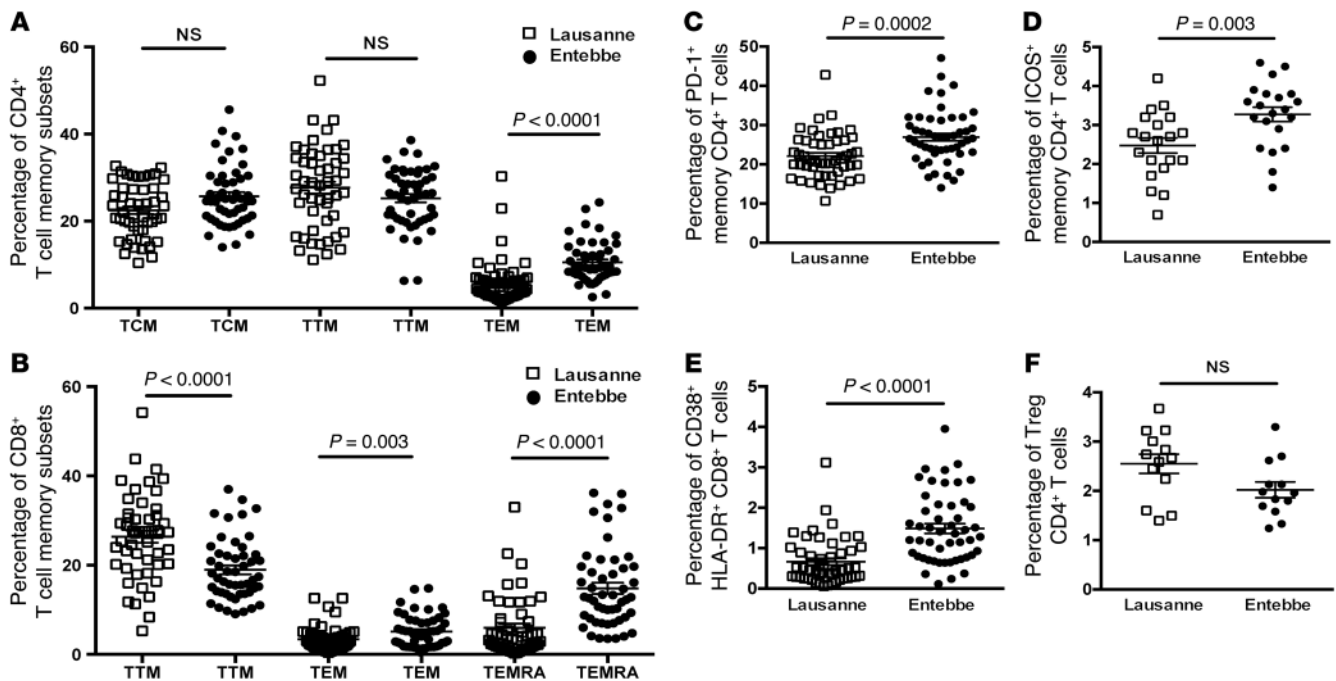 A
Percentage of CD4+
T cell memory subsets
60
40
20
0
NS
NS
P < 0.0001
Lausanne
Entebbe
TCM
TCM
TTM
TTM
TEM
TEM
B
Percentage of CD8+
T cell memory subsets
60
40
20
0
P < 0.0001
P = 0.003
P < 0.0001
Lausanne
Entebbe
TTM
TTM
TEM
TEM
TEMRA
TEMRA
C
Percentage of PD-1+
memory CD4+ T cells
50
40
30
20
10
0
P = 0.0002
Lausanne
Entebbe
D
Percentage of ICOS+
memory CD4+ T cells
5
4
3
2
1
0
P = 0.003
Lausanne
Entebbe
E
Percentage of CD38+
HLA-DR+ CD8+ T cells
5
4
3
2
1
0
P < 0.0001
Lausanne
Entebbe
F
Percentage of Treg
CD4+ T cells
4
3
2
1
0
NS
Lausanne
Entebbe